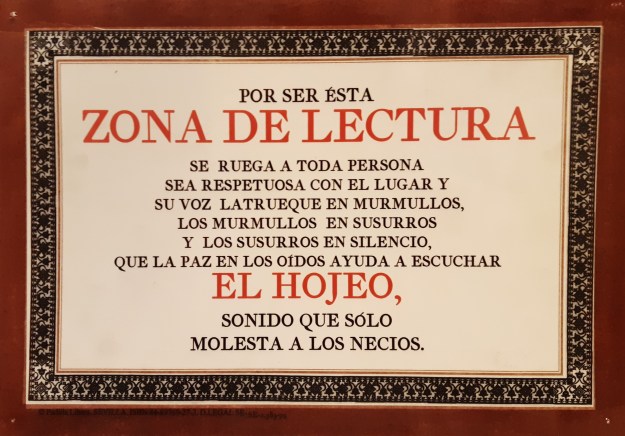 POR SER ÉSTA
ZONA DE LECTURA
SE RUEGA A TODA PERSONA
SEA RESPETUOSA CON EL LUGAR Y
SU VOZ LATRUEQUE EN MURMULLOS,
LOS MURMULLOS EN SUSURROS
Y LOS SUSURROS EN SILENCIO,
QUE LA PAZ EN LOS OÍDOS AYUDA A ESCUCHAR
EL HOJEO,
SONIDO QUE SÓLO
MOLESTA A LOS NECIOS.